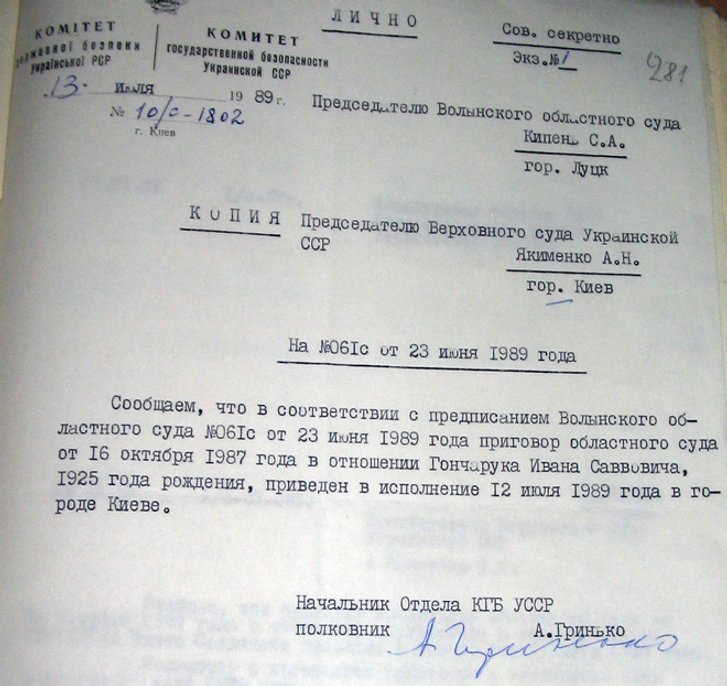 ЛИЧНО
КОМІТЕТ
державної безпеки
Української РСР
КОМИТЕТ
государственной безопасности
Украинской ССР
Сов. секретно
Экз.№1
281
13 июля 1989 г.
№ 10/с-1802
г. Киев
Председателю Волынского областного суда
Кипень С.А.
гор. Луцк
КОПИЯ Председателю Верховного суда Украинской
ССР
Якименко А.Н.
гор. Киев
На №061с от 23 июня 1989 года
Сообщаем, что в соответствии с предписанием Волынского об-
ластного суда №061с от 23 июня 1989 года приговор областного суда
от 16 октября 1987 года в отношении Гончарука Ивана Саввовича,
1925 года рождения, приведен в исполнение 12 июля 1989 года в го-
роде Киеве.
Начальник Отдела КГБ УССР
полковник А.Гринько
А.Гринько